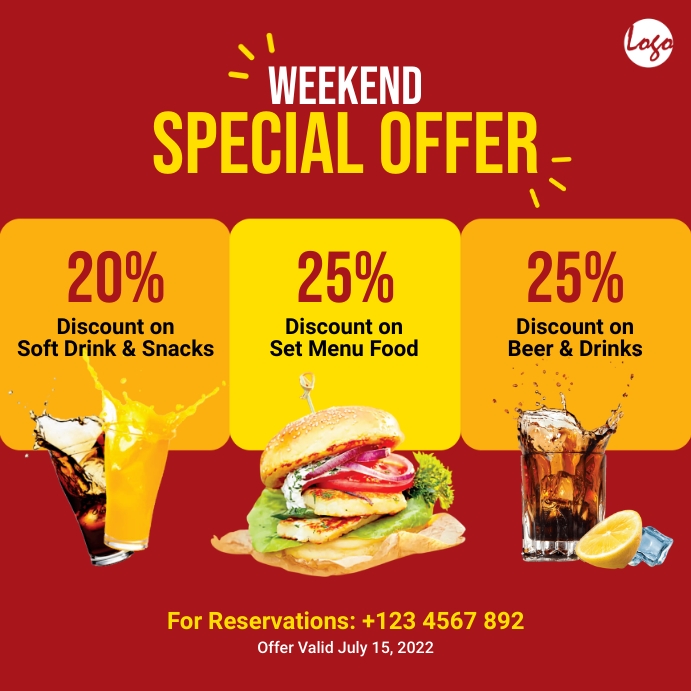 Logo
WEEKEND
SPECIAL OFFER
20%
Discount on
Soft Drink & Snacks
25%
Discount on
Set Menu Food
25%
Discount on
Beer & Drinks
For Reservations: +123 4567 892
Offer Valid July 15, 2022